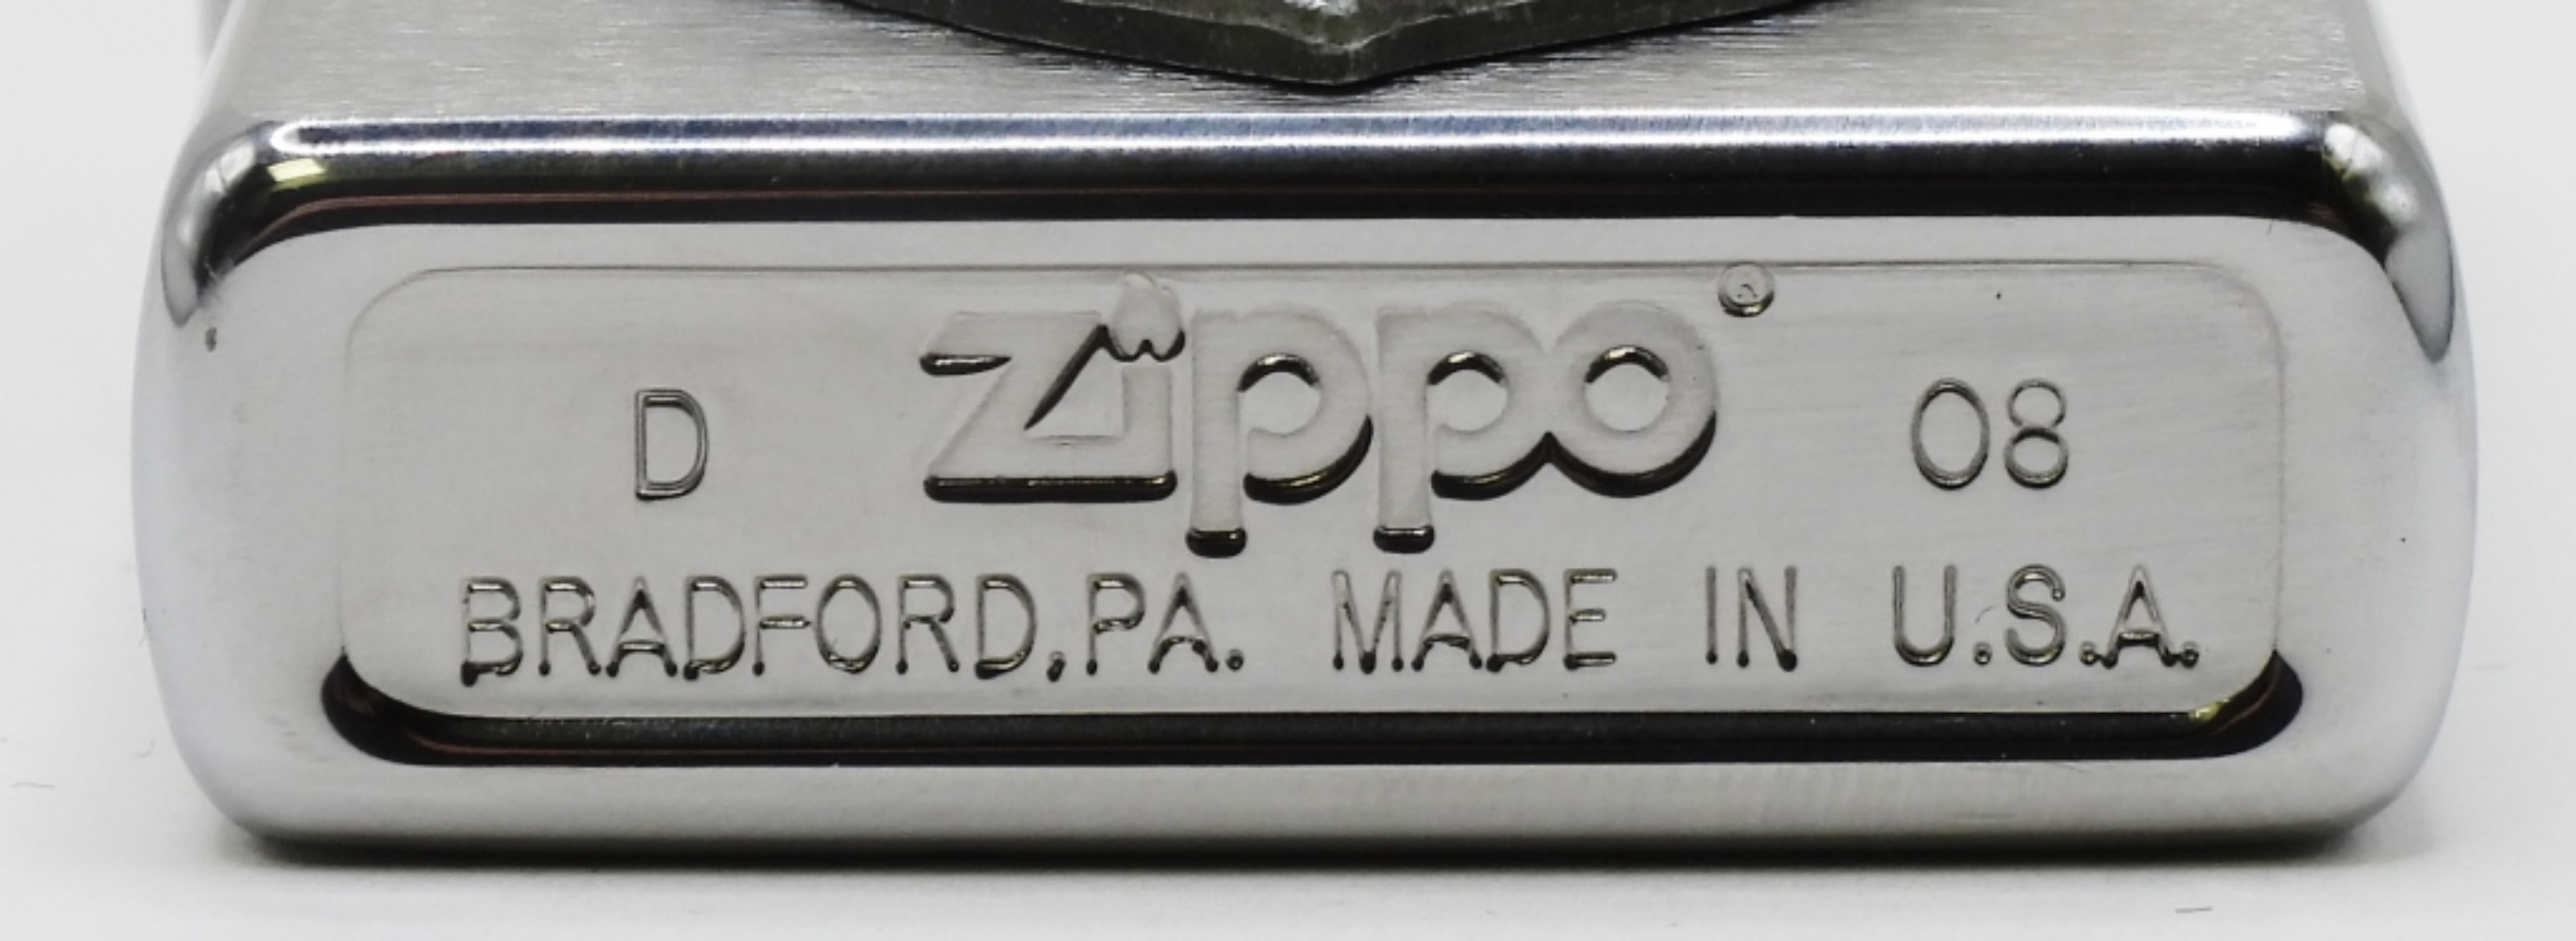 D Zippo® 08
BRADFORD, PA. MADE IN U.S.A.